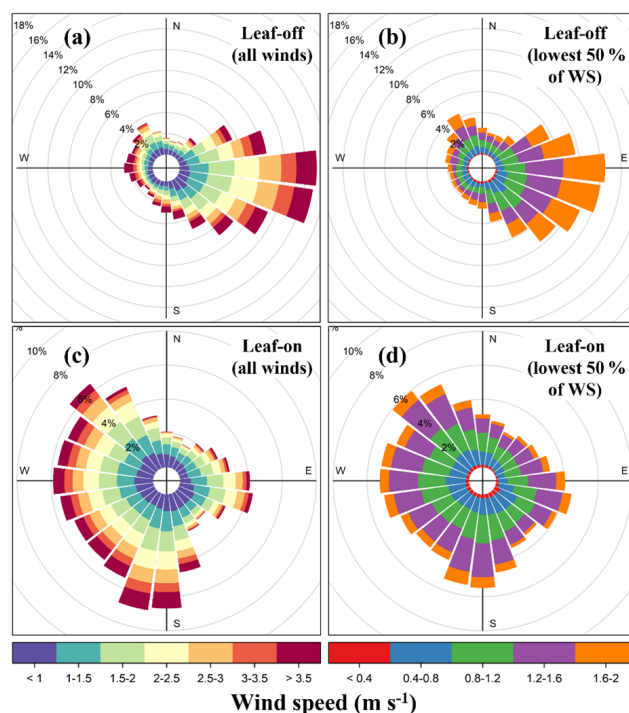 (a)
Leaf-off
(all winds)
N
18%
16%
14%
12%
10%
8%
6%
4%
2%
W
S
(b)
Leaf-off
(lowest 50 %
of WS)
N
18%
16%
14%
12%
10%
8%
6%
4%
2%
W
E
S
(c)
Leaf-on
(all winds)
N
%
10%
8%
6%
4%
2%
W
E
S
(d)
Leaf-on
(lowest 50 %
of WS)
N
%
10%
8%
6%
4%
2%
W
E
S
< 1 1-1.5 1.5-2 2-2.5 2.5-3 3-3.5 > 3.5
< 0.4 0.4-0.8 0.8-1.2 1.2-1.6 1.6-2
Wind speed (m s⁻¹)